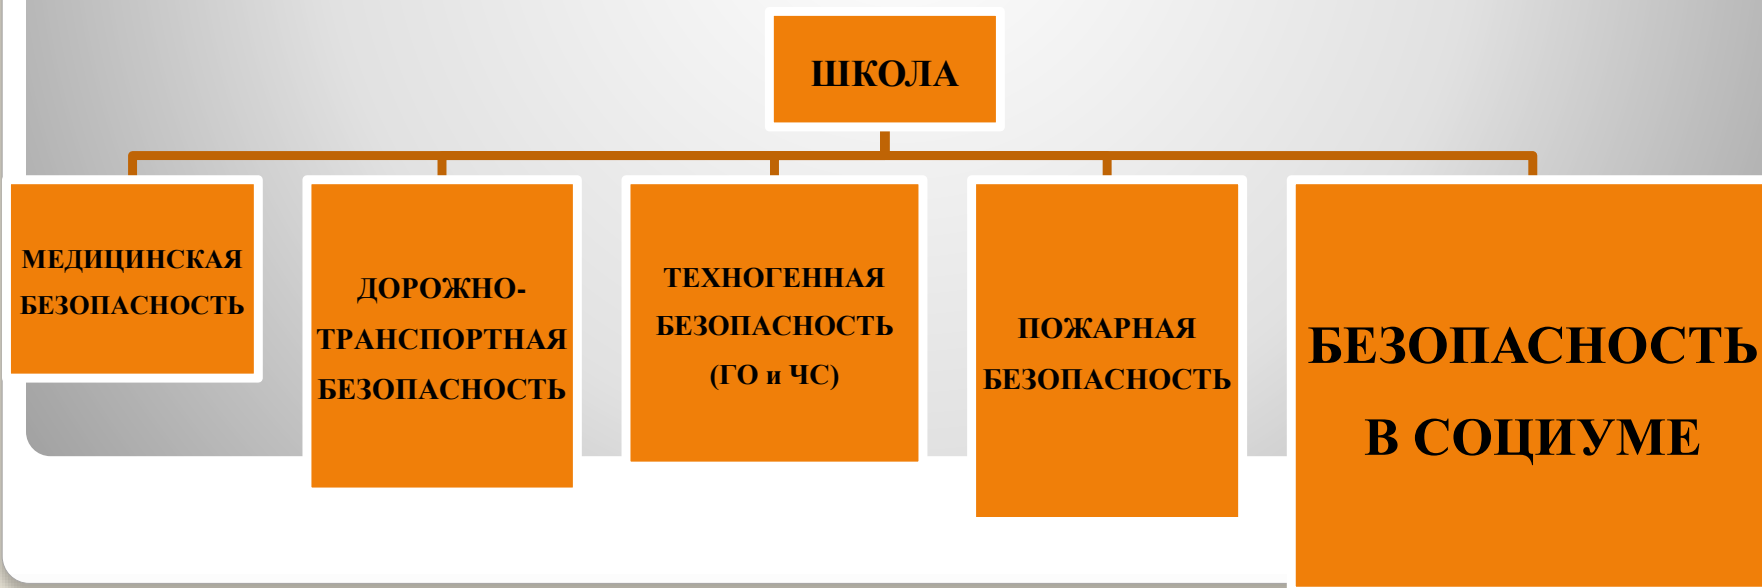 ШКОЛА
МЕДИЦИНСКАЯ
БЕЗОПАСНОСТЬ
ДОРОЖНО-
ТРАНСПОРТНАЯ
БЕЗОПАСНОСТЬ
ТЕХНОГЕННАЯ
БЕЗОПАСНОСТЬ
(ГО и ЧС)
ПОЖАРНАЯ
БЕЗОПАСНОСТЬ
БЕЗОПАСНОСТЬ
В СОЦИУМЕ